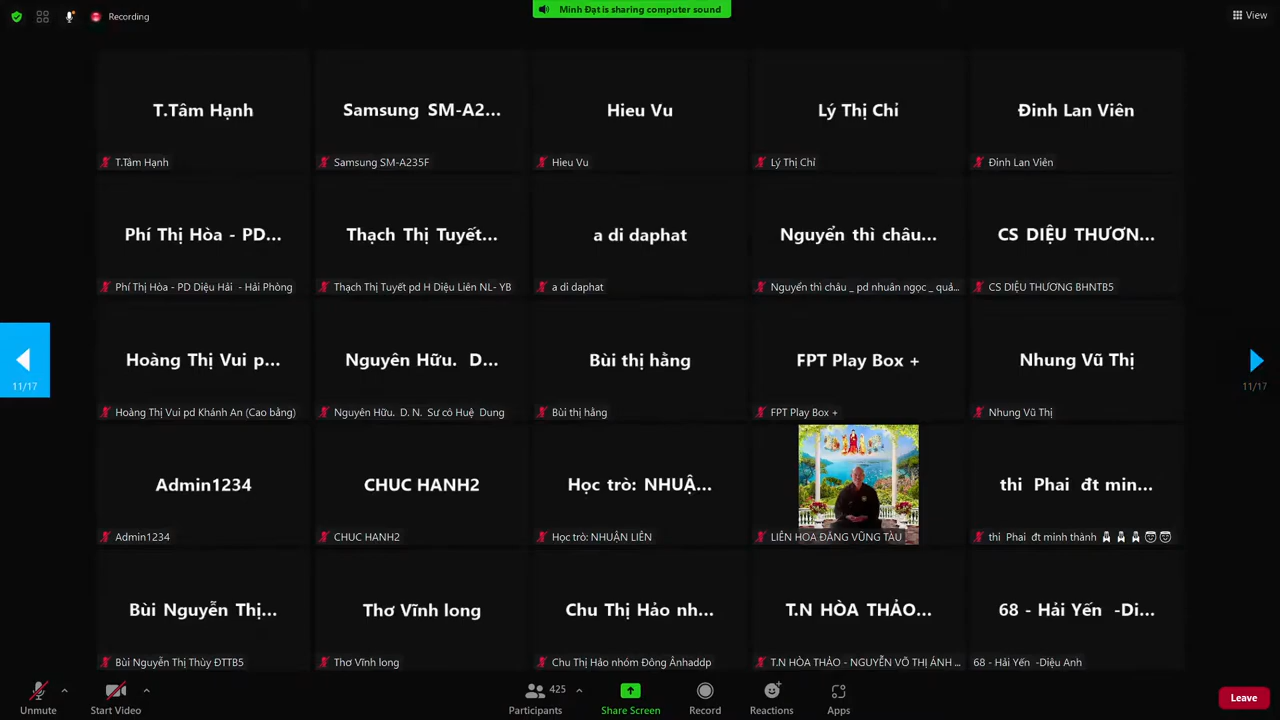 Minh Đạt is sharing computer sound
Recording
View
T.Tâm Hạnh
T.Tâm Hạnh
Samsung SM-A2...
Samsung SM-A235F
Hieu Vu
Hieu Vu
Lý Thị Chỉ
Lý Thị Chỉ
Đinh Lan Viên
Đinh Lan Viên
Phí Thị Hòa - PD...
Phí Thị Hòa - PD Diệu Hải - Hải Phòng
Thạch Thị Tuyết...
Thạch Thị Tuyết pd H Diệu Liên NL- YB
a di daphat
a di daphat
Nguyển thì châu...
Nguyển thì châu _ pd nhuân ngọc _ quả...
CS DIỆU THƯƠN...
CS DIỆU THƯƠNG BHNTB5
Hoàng Thị Vui p...
Hoàng Thị Vui pd Khánh An (Cao bằng)
Nguyên Hữu. D...
Nguyên Hữu. D. N. Sư cô Huệ Dung
Bùi thị hằng
Bùi thị hằng
FPT Play Box +
FPT Play Box +
Nhung Vũ Thị
Nhung Vũ Thị
11/17
11/17
Admin1234
Admin1234
CHUC HANH2
CHUC HANH2
Học trò: NHUẬ...
Học trò: NHUẬN LIÊN
LIÊN HOA ĐĂNG VŨNG TÀU
thi Phai đt min...
thi Phai đt minh thành
Bùi Nguyễn Thị...
Bùi Nguyễn Thị Thùy ĐTTB5
Thơ Vĩnh long
Thơ Vĩnh long
Chu Thị Hảo nh...
Chu Thị Hảo nhóm Đông Ảnhaddp
T.N HÒA THẢO...
T.N HÒA THẢO - NGUYỄN VÕ THỊ ÁNH ...
68 - Hải Yến -Di...
68 - Hải Yến -Diệu Anh
Unmute
Start Video
425
Participants
Share Screen
Record
Reactions
Apps
Leave